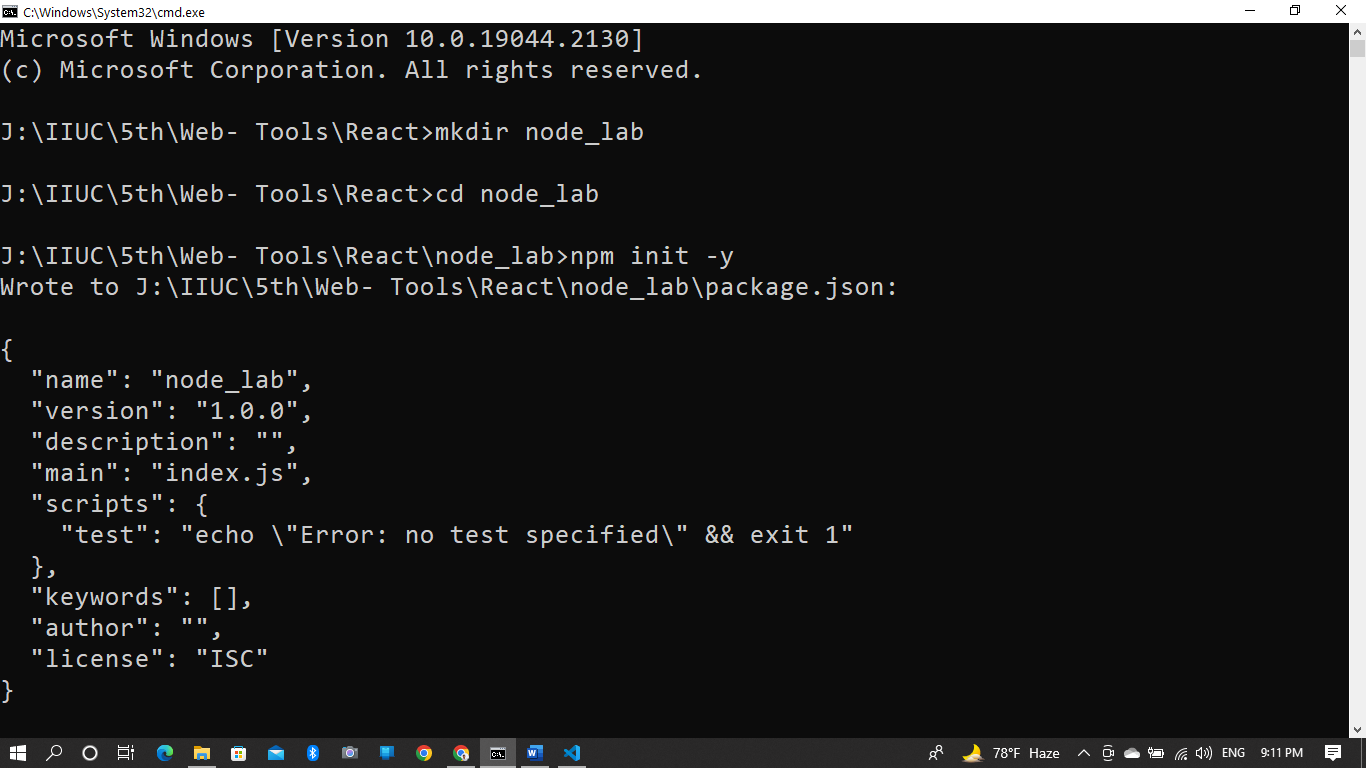 C:\Windows\System32\cmd.exe
Microsoft Windows [Version 10.0.19044.2130]
(c) Microsoft Corporation. All rights reserved.
J:\IIUC\5th\Web- Tools\React>mkdir node_lab
J:\IIUC\5th\Web- Tools\React>cd node_lab
J:\IIUC\5th\Web- Tools\React\node_lab>npm init -y
Wrote to J:\IIUC\5th\Web- Tools\React\node_lab\package.json:
{
  "name": "node_lab",
  "version": "1.0.0",
  "description": "",
  "main": "index.js",
  "scripts": {
    "test": "echo \"Error: no test specified\" && exit 1"
  },
  "keywords": [],
  "author": "",
  "license": "ISC"
}
78°F Haze ENG 9:11 PM